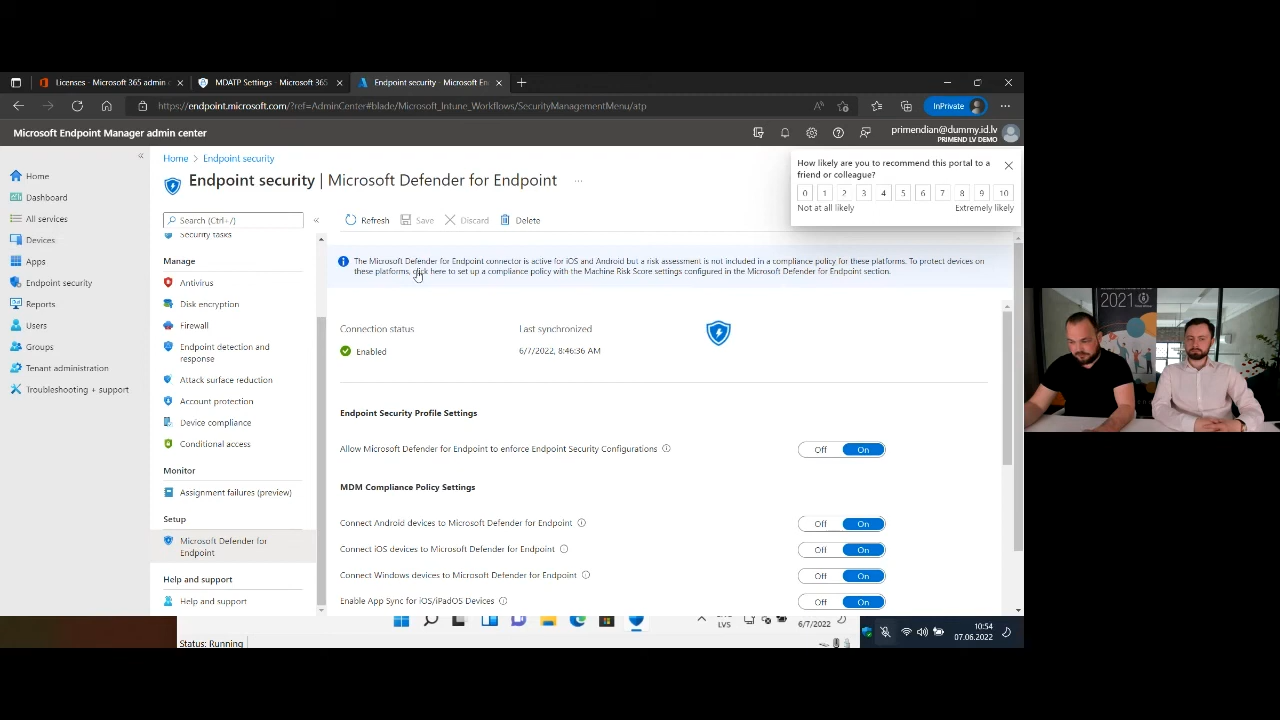 Licenses - Microsoft 365 admin c
MDATP Settings - Microsoft 365
Endpoint security - Microsoft En
https://endpoint.microsoft.com/?ref=AdminCenter#blade/Microsoft_Intune_Workflows/SecurityManagementMenu/atp
InPrivate
Microsoft Endpoint Manager admin center
primendian@dummy.id.lv
PRIMEND LV DEMO
Home
Dashboard
All services
Devices
Apps
Endpoint security
Reports
Users
Groups
Tenant administration
Troubleshooting + support
Home > Endpoint security
Endpoint security | Microsoft Defender for Endpoint ...
How likely are you to recommend this portal to a
friend or colleague?
0 1 2 3 4 5 6 7 8 9 10
Not at all likely Extremely likely
Search (Ctrl+/)
Refresh Save Discard Delete
Security tasks
Manage
Antivirus
Disk encryption
Firewall
Endpoint detection and
response
Attack surface reduction
Account protection
Device compliance
Conditional access
Monitor
Assignment failures (preview)
Setup
Microsoft Defender for
Endpoint
Help and support
Help and support
The Microsoft Defender for Endpoint connector is active for iOS and Android but a risk assessment is not included in a compliance policy for these platforms. To protect devices on
these platforms, click here to set up a compliance policy with the Machine Risk Score settings configured in the Microsoft Defender for Endpoint section.
Connection status Last synchronized
Enabled 6/7/2022, 8:46:36 AM
Endpoint Security Profile Settings
Allow Microsoft Defender for Endpoint to enforce Endpoint Security Configurations Off On
MDM Compliance Policy Settings
Connect Android devices to Microsoft Defender for Endpoint Off On
Connect iOS devices to Microsoft Defender for Endpoint Off On
Connect Windows devices to Microsoft Defender for Endpoint Off On
Enable App Sync for iOS/iPadOS Devices Off On
LVS
6/7/2022
10:54
07.06.2022
Status: Running
2021